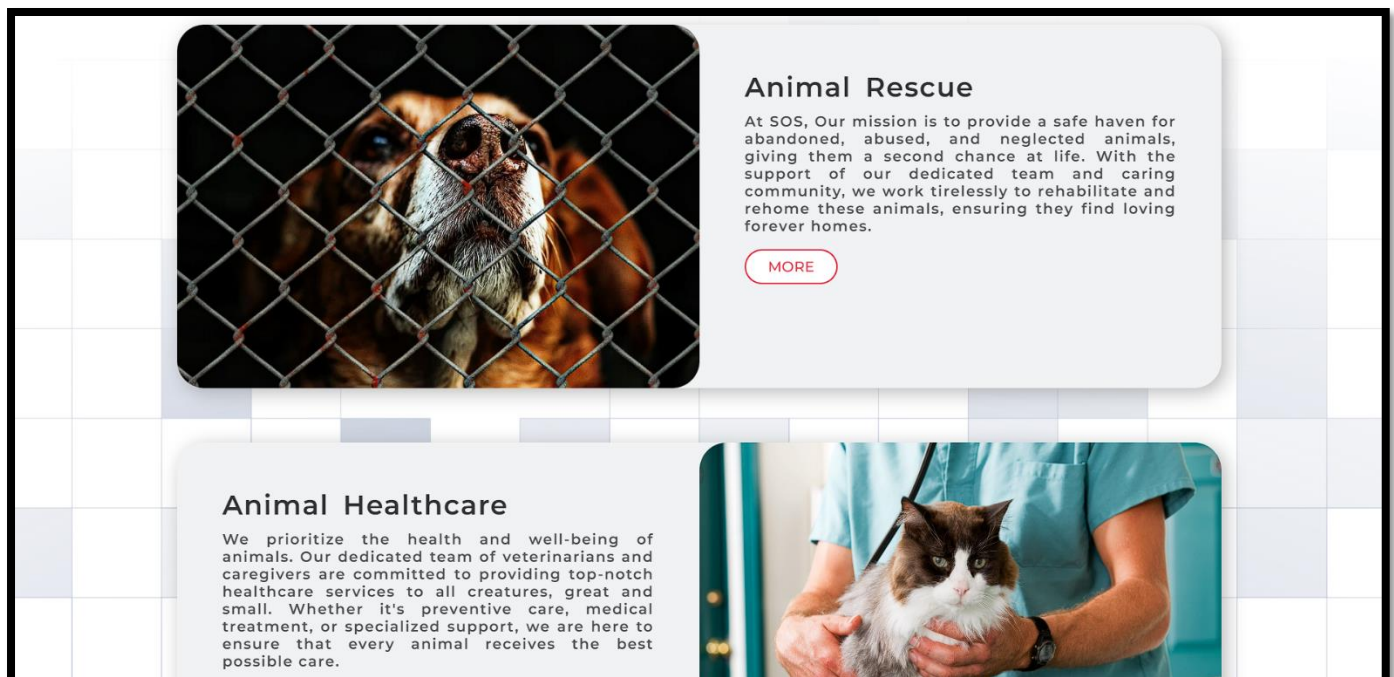 Animal Rescue
At SOS, Our mission is to provide a safe haven for
abandoned, abused, and neglected animals,
giving them a second chance at life. With the
support of our dedicated team and caring
community, we work tirelessly to rehabilitate and
rehome these animals, ensuring they find loving
forever homes.
MORE
Animal Healthcare
We prioritize the health and well-being of
animals. Our dedicated team of veterinarians and
caregivers are committed to providing top-notch
healthcare services to all creatures, great and
small. Whether it's preventive care, medical
treatment, or specialized support, we are here to
ensure that every animal receives the best
possible care.